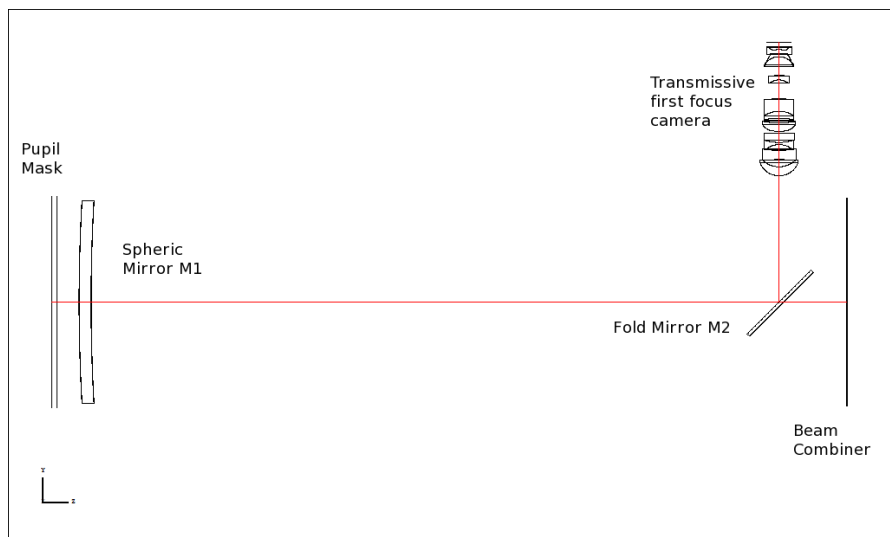 Transmissive
first focus
camera
Pupil
Mask
Spheric
Mirror M1
Fold Mirror M2
Beam
Combiner